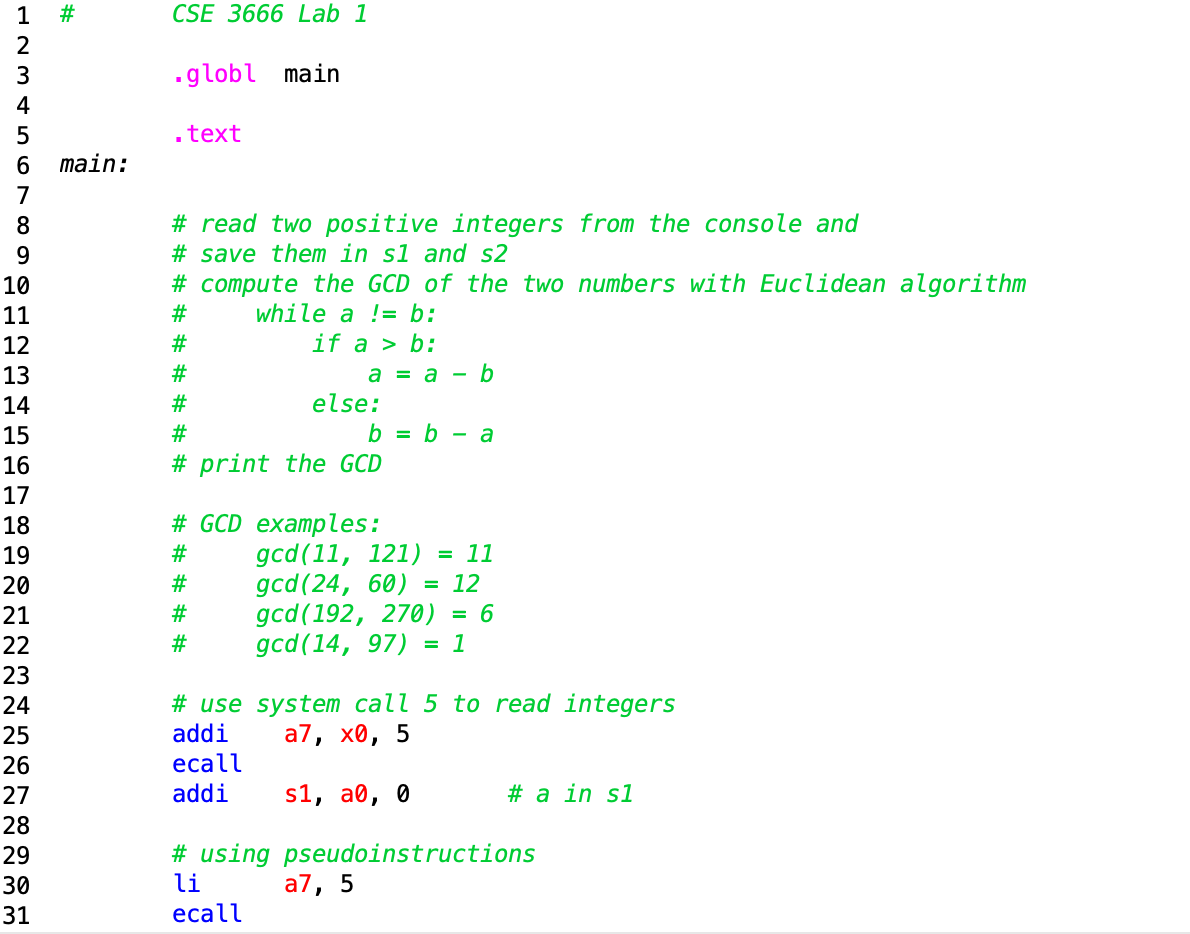 1 # CSE 3666 Lab 1
2
3 .globl main
4
5 .text
6 main:
7
8 # read two positive integers from the console and
9 # save them in s1 and s2
10 # compute the GCD of the two numbers with Euclidean algorithm
11 # while a != b:
12 # if a > b:
13 # a = a - b
14 # else:
15 # b = b - a
16 # print the GCD
17
18 # GCD examples:
19 # gcd(11, 121) = 11
20 # gcd(24, 60) = 12
21 # gcd(192, 270) = 6
22 # gcd(14, 97) = 1
23
24 # use system call 5 to read integers
25 addi a7, x0, 5
26 ecall
27 addi s1, a0, 0 # a in s1
28
29 # using pseudoinstructions
30 li a7, 5
31 ecall